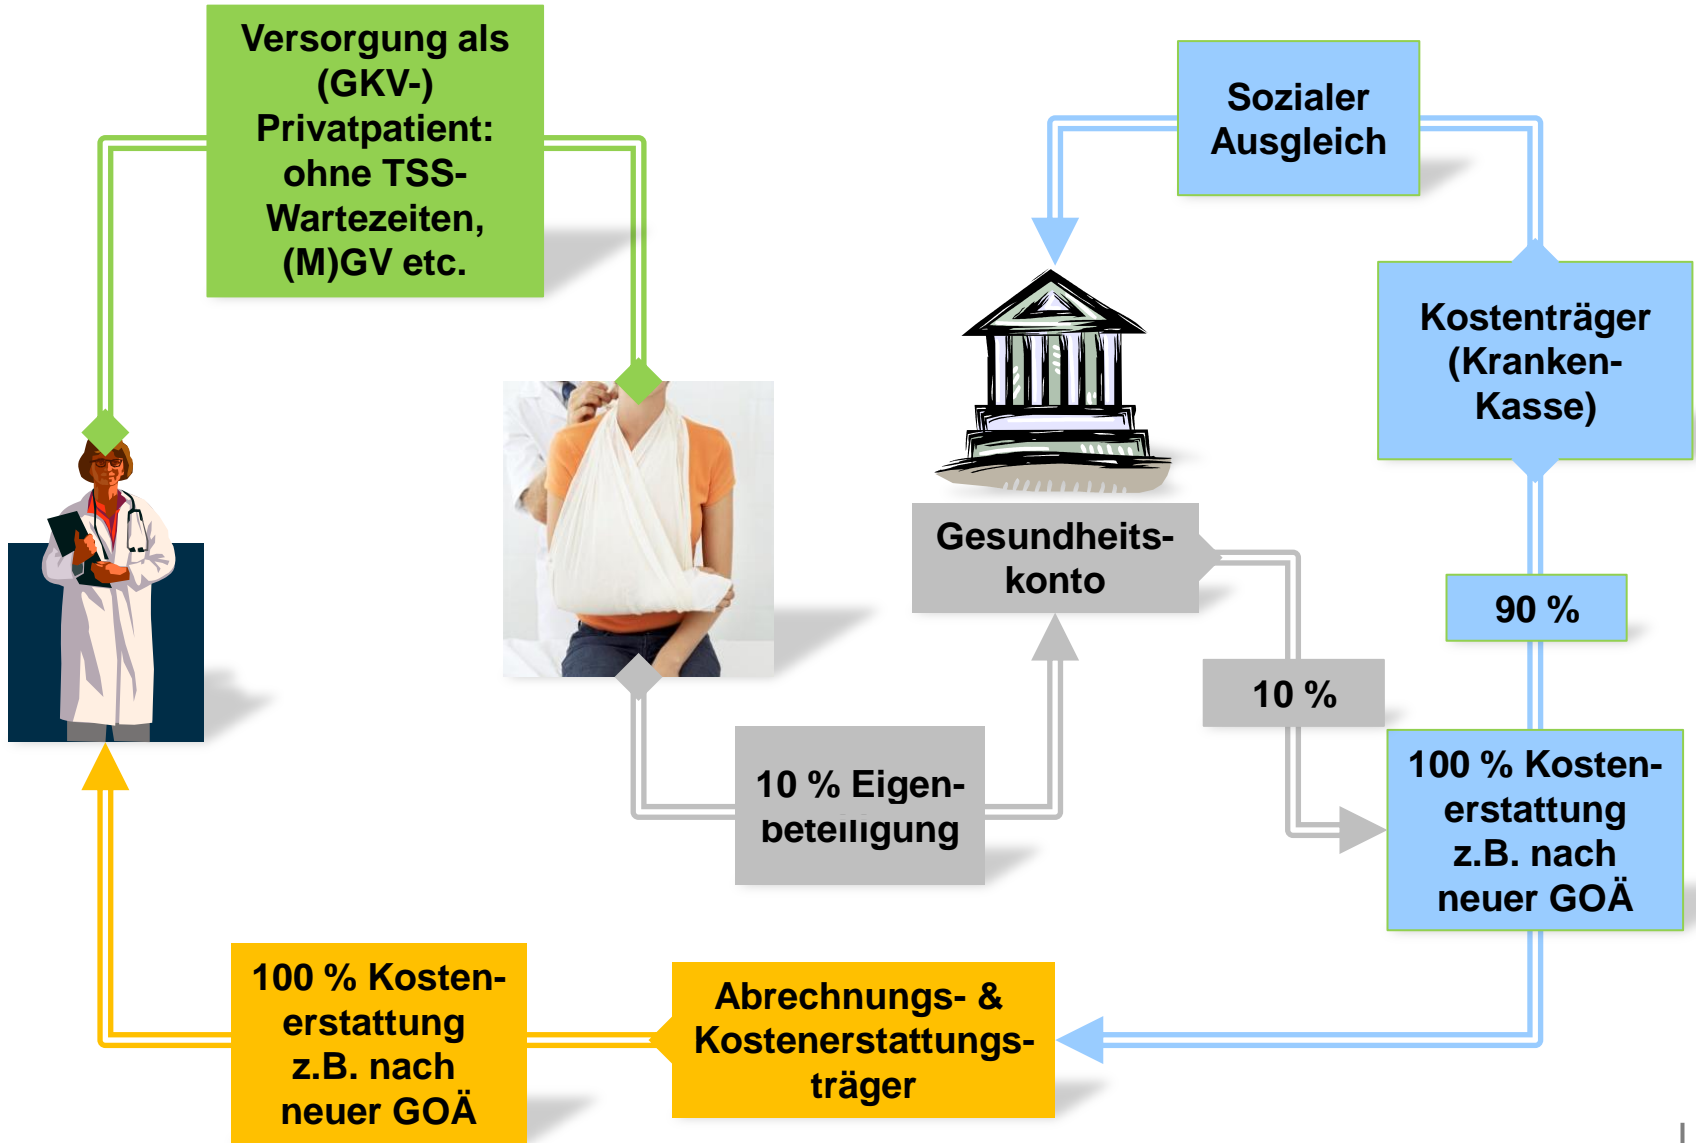 Versorgung als
(GKV-)
Privatpatient:
ohne TSS-
Wartezeiten,
(M)GV etc.
Sozialer
Ausgleich
Kostenträger
(Kranken-
Kasse)
Gesundheits-
konto
90 %
10 %
10 % Eigen-
beteiligung
100 % Kosten-
erstattung
z.B. nach
neuer GOÄ
100 % Kosten-
erstattung
z.B. nach
neuer GOÄ
Abrechnungs- &
Kostenerstattungs-
träger